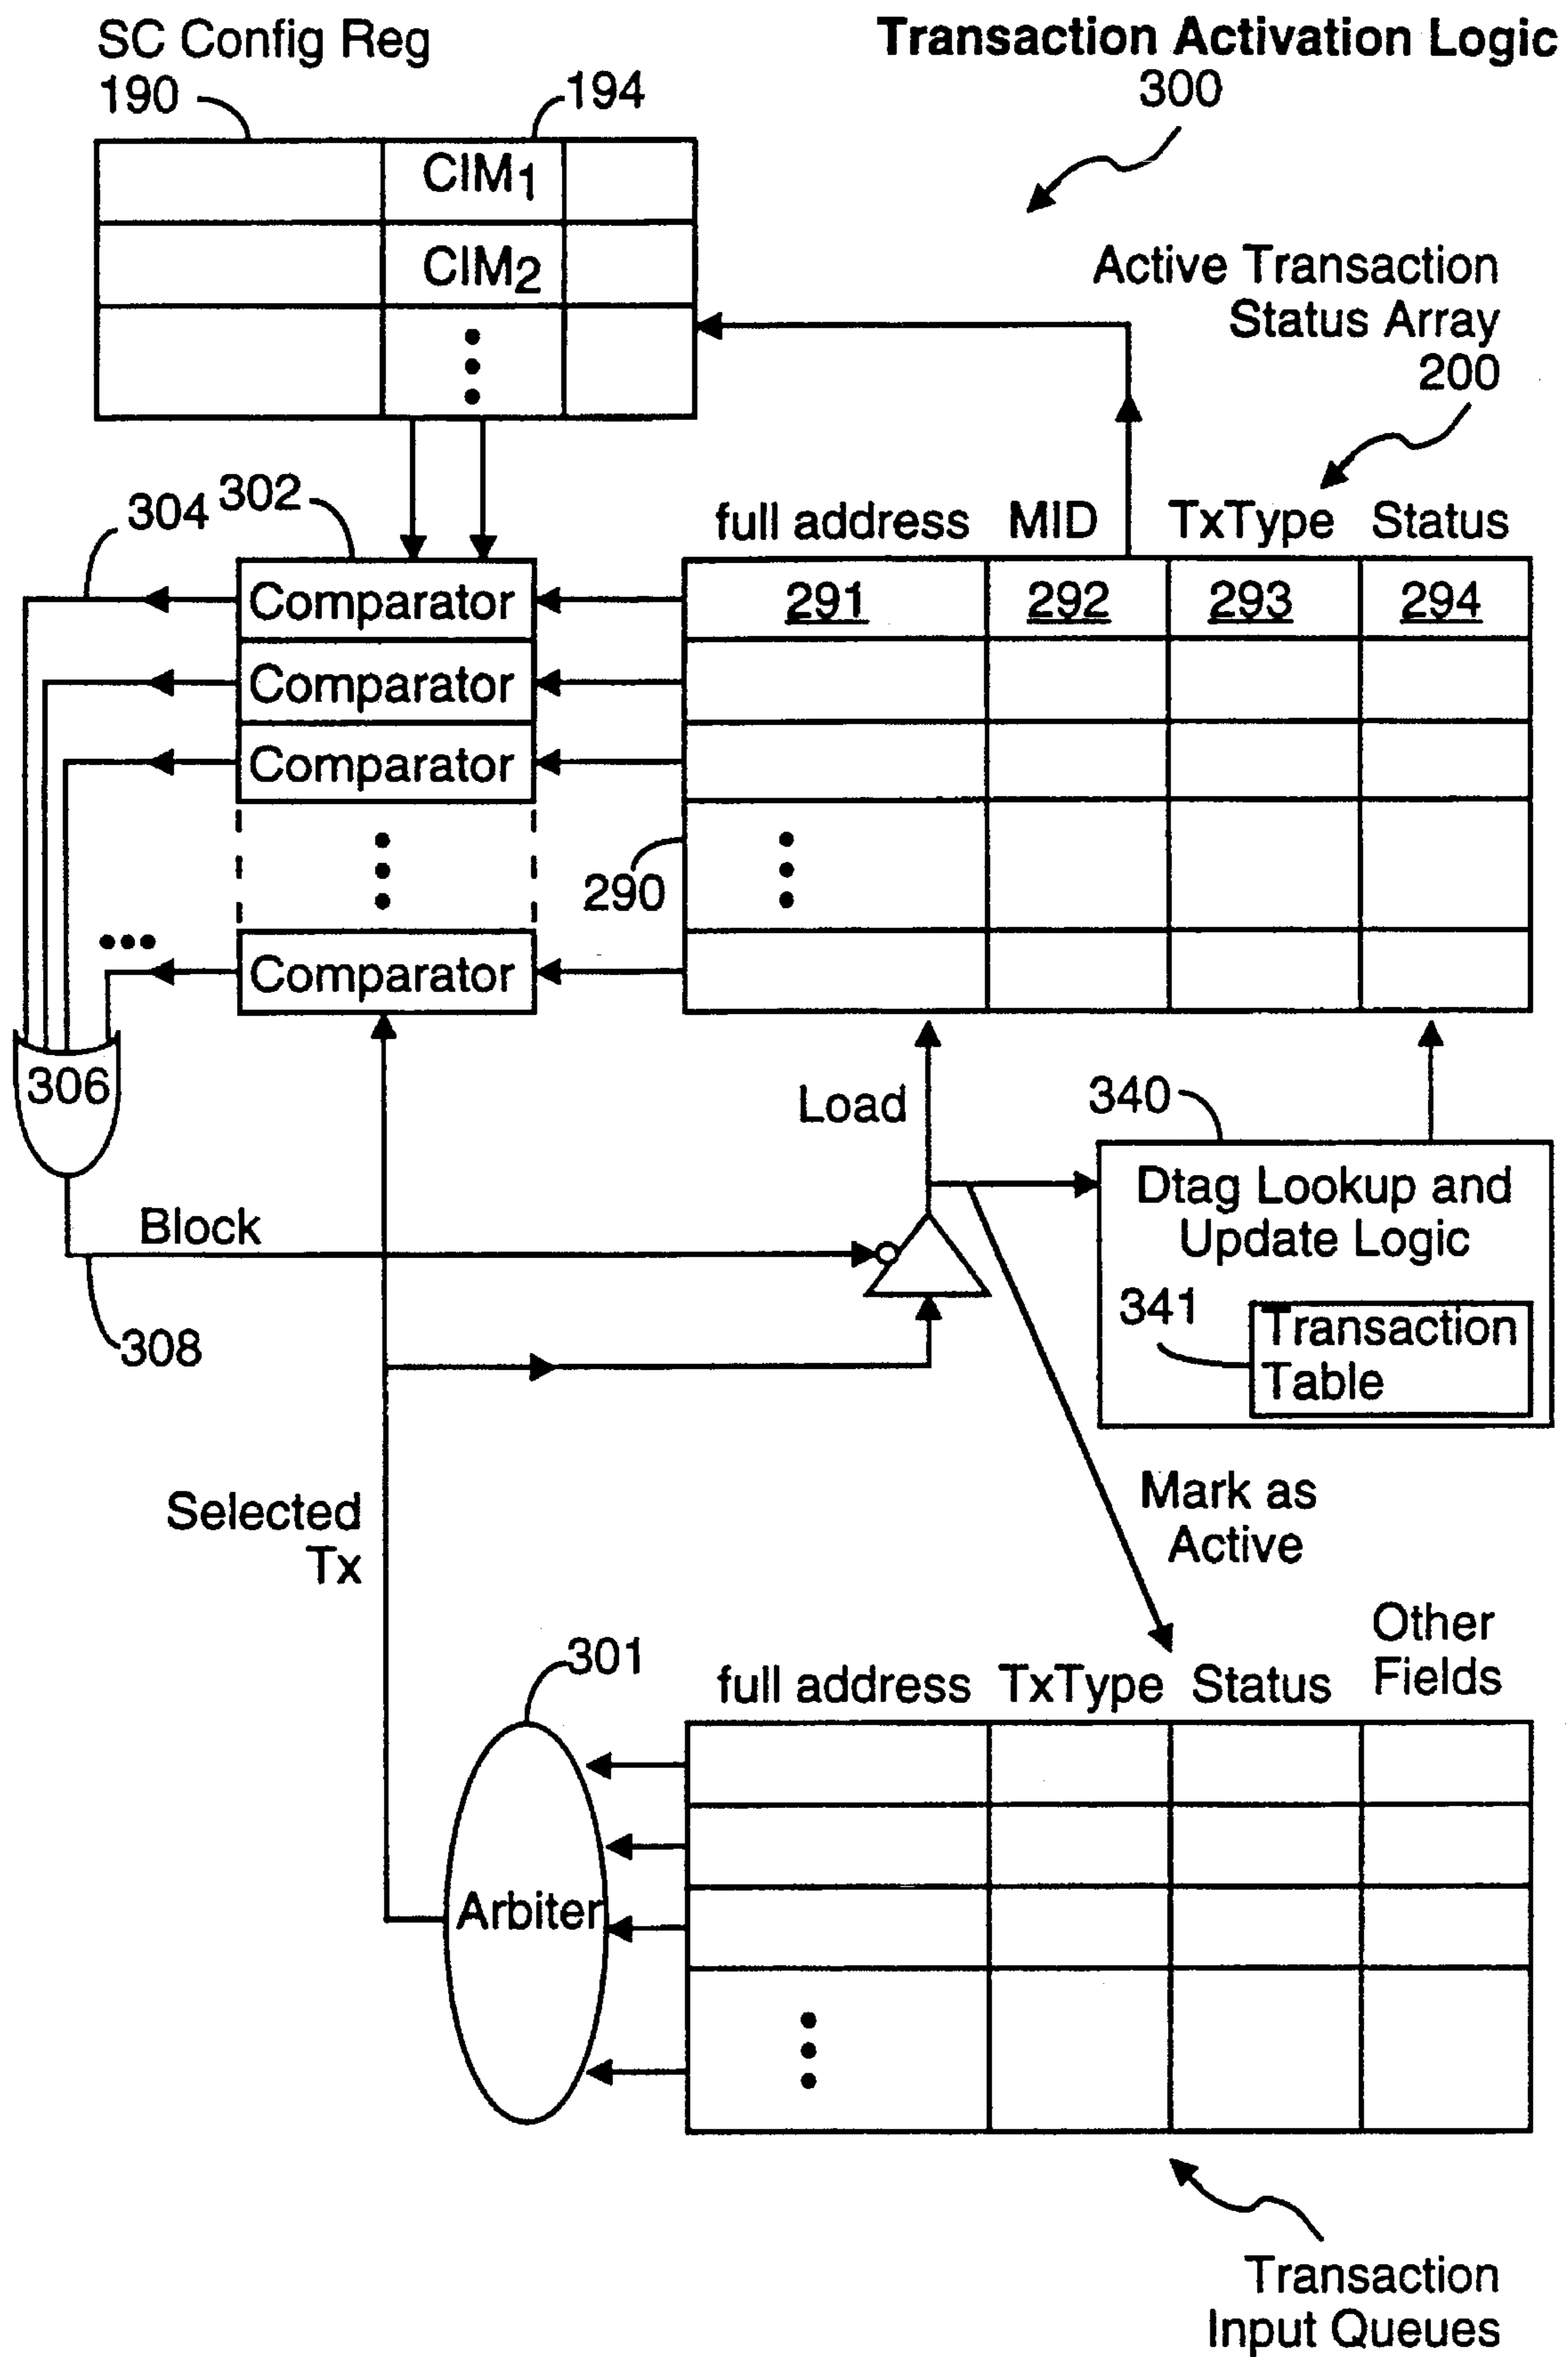 SC Config Reg
190
194
Transaction Activation Logic
300
CIM1
CIM2
Active Transaction
Status Array
200
304
302
full address MID TxType Status
Comparator
291 292 293 294
Comparator
Comparator
290
Comparator
306
Load
340
Block
Dtag Lookup and
Update Logic
308
341
Transaction
Table
Selected
Tx
Mark as
Active
301
full address TxType Status Other
Fields
Arbiter
Transaction
Input Queues